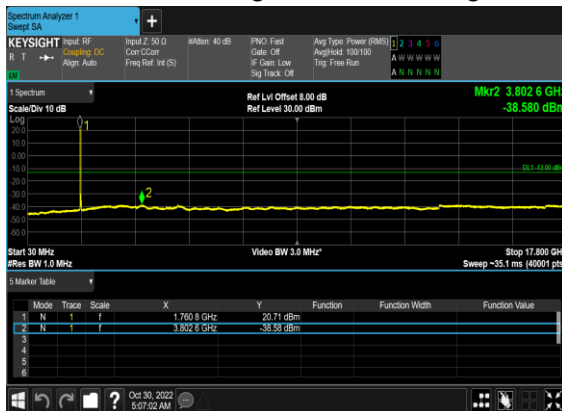 Spectrum Analyzer 1
Swept SA
+
KEYSIGHT Input: RF Input Z: 50 Ω #Atten: 40 dB PNO: Fast Avg Type: Power (RMS) 1 2 3 4 5 6
R T Coupling: DC Corr CCorr Gate: Off Avg|Hold: 100/100 A W W W W W
Align: Auto Freq Ref: Int (S) IF Gain: Low Trig: Free Run
Sig Track: Off A N N N N N
1 Spectrum Ref Lvl Offset 8.00 dB Mkr2 3.802 6 GHz
Scale/Div 10 dB Ref Level 30.00 dBm -38.580 dBm
Log
1
20.0
10.0
0.00
-10.0 DL1 -13.00 dBm
-20.0
-30.0 2
-40.0
-50.0
-60.0
Start 30 MHz Video BW 3.0 MHz* Stop 17.800 GHz
#Res BW 1.0 MHz Sweep ~35.1 ms (40001 pts)
5 Marker Table
Mode Trace Scale X Y Function Function Width Function Value
1 N 1 f 1.760 8 GHz 20.71 dBm
2 N 1 f 3.802 6 GHz -38.58 dBm
3
4
5
6
? Oct 30, 2022
5:07:02 AM